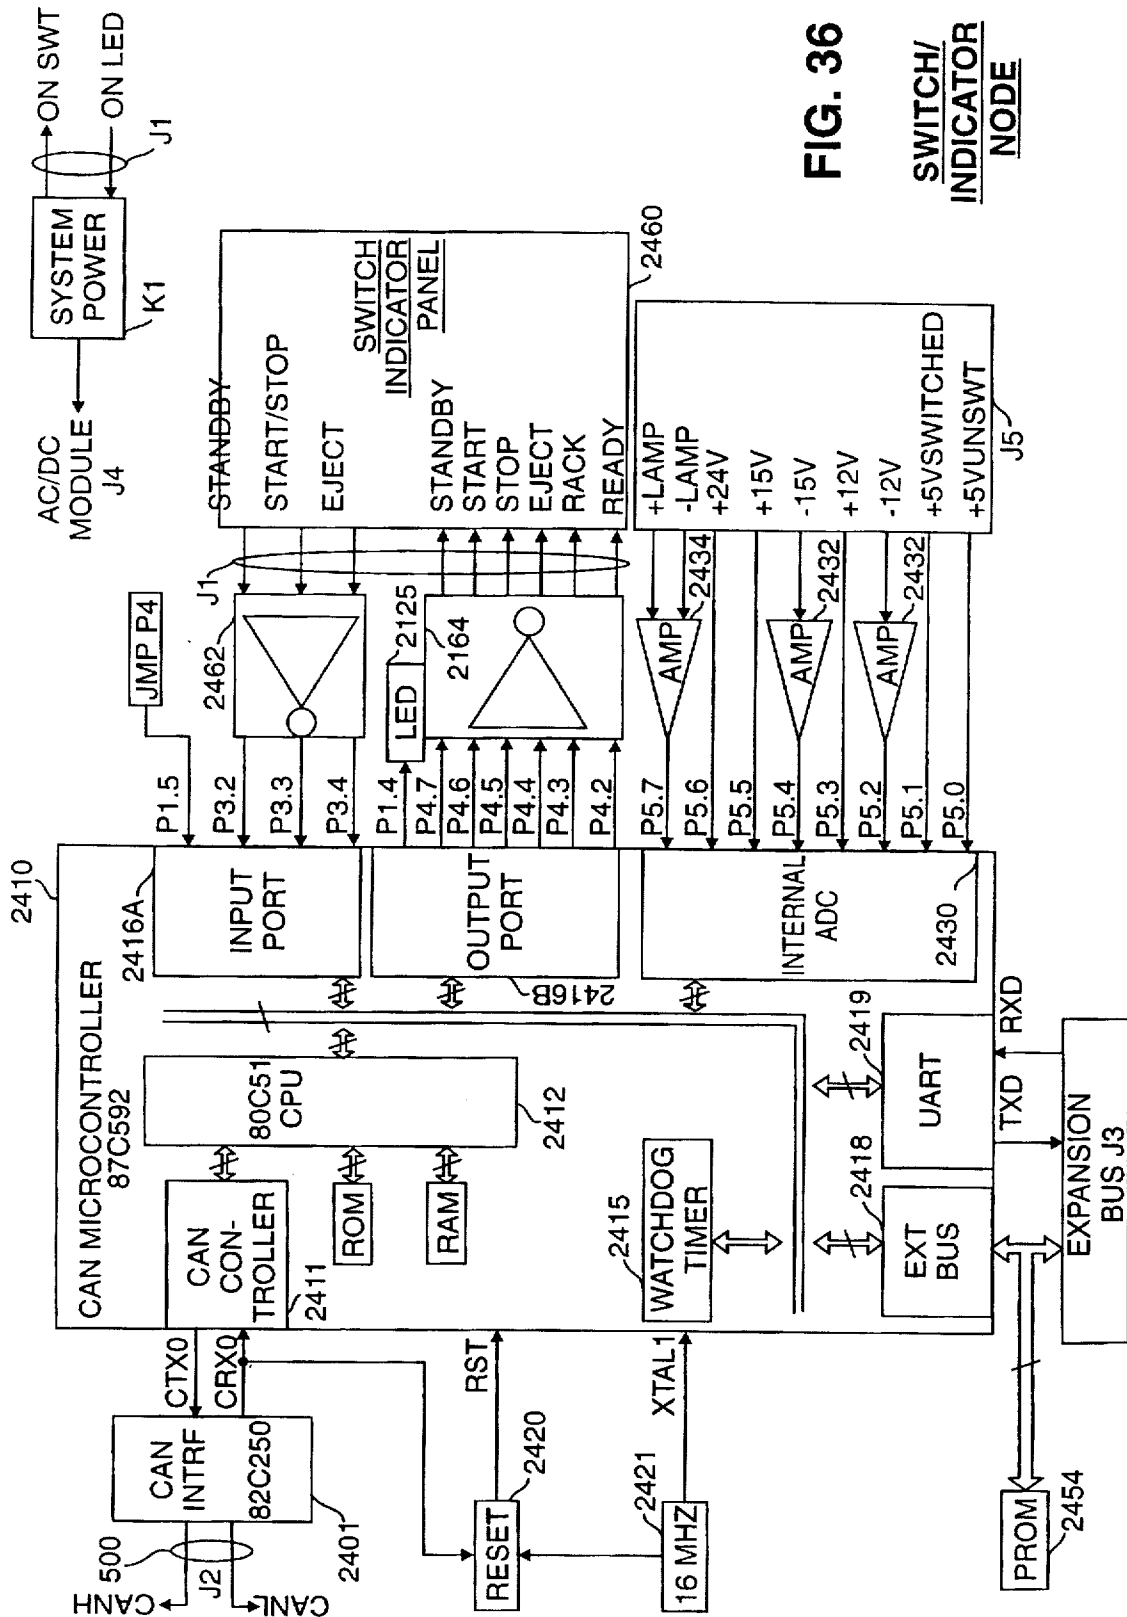 ON SWT
ON LED
J1
SYSTEM
POWER
K1
AC/DC
MODULE
J4
FIG. 36
SWITCH/
INDICATOR
NODE
STANDBY
START/STOP
EJECT
SWITCH
INDICATOR
PANEL
STANDBY
START
STOP
EJECT
RACK
READY
2460
J1
JMP P4
2462
LED
2125
2164
+LAMP
-LAMP
+24V
+15V
-15V
+12V
-12V
+5VSWITCHED
+5VUNSWT
J5
AMP
2434
AMP
2432
AMP
2432
P1.5
P3.2
P3.3
P3.4
P1.4
P4.7
P4.6
P4.5
P4.4
P4.3
P4.2
P5.7
P5.6
P5.5
P5.4
P5.3
P5.2
P5.1
P5.0
2410
CAN MICROCONTROLLER
87C592
2416A
INPUT
PORT
OUTPUT
PORT
2416B
INTERNAL
ADC
2430
80C51
CPU
2412
CAN
CON-
TROLLER
2411
ROM
RAM
2415
WATCHDOG
TIMER
2418
EXT
BUS
2419
UART
TXD
RXD
EXPANSION
BUS J3
CTX0
CRX0
CAN
INTRF
82C250
2401
500
J2
CANH
CANL
RST
RESET
2420
XTAL1
2421
16 MHZ
PROM
2454